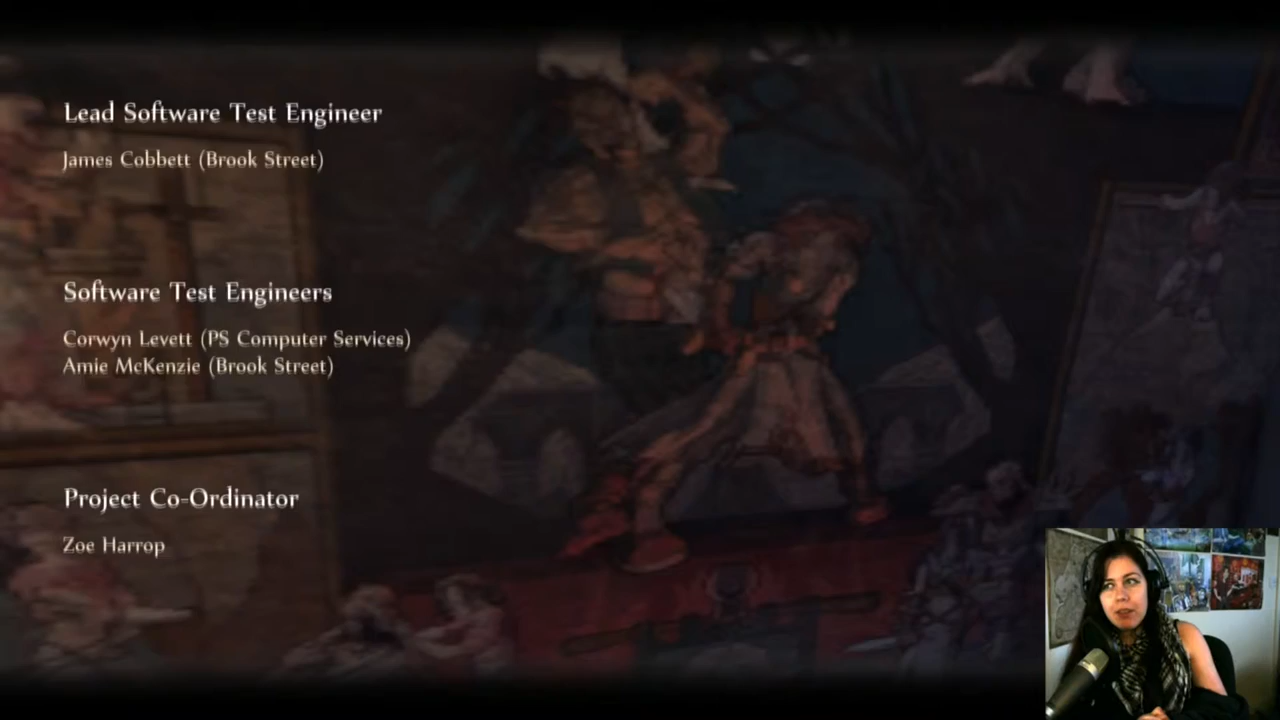 Lead Software Test Engineer
James Cobbett (Brook Street)
Software Test Engineers
Corwyn Levett (PS Computer Services)
Amie McKenzie (Brook Street)
Project Co-Ordinator
Zoe Harrop